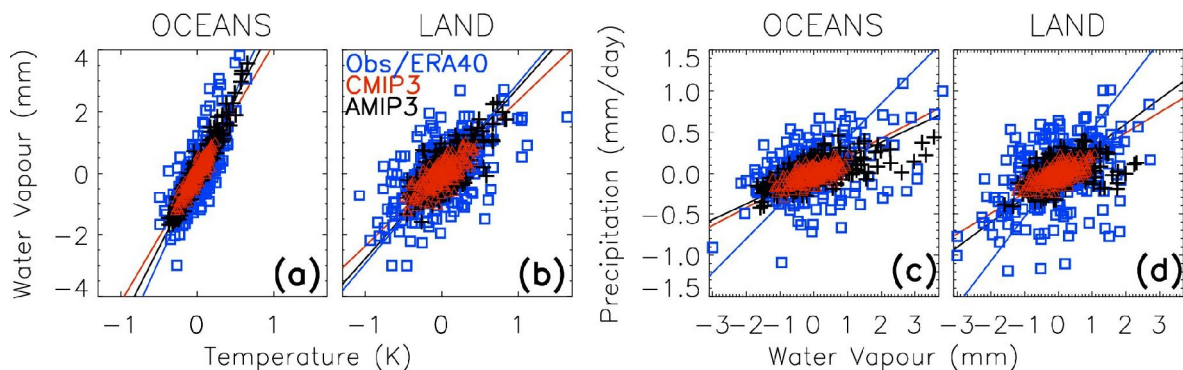 OCEANS LAND OCEANS LAND
Water Vapour (mm)
4
2
0
−2
−4
Obs/ERA40
CMIP3
AMIP3
(a) (b)
−1 0 1 −1 0 1
Temperature (K)
Precipitation (mm/day)
1.5
1.0
0.5
0.0
−0.5
−1.0
−1.5
(c) (d)
−3−2−1 0 1 2 3 −3−2−1 0 1 2 3
Water Vapour (mm)